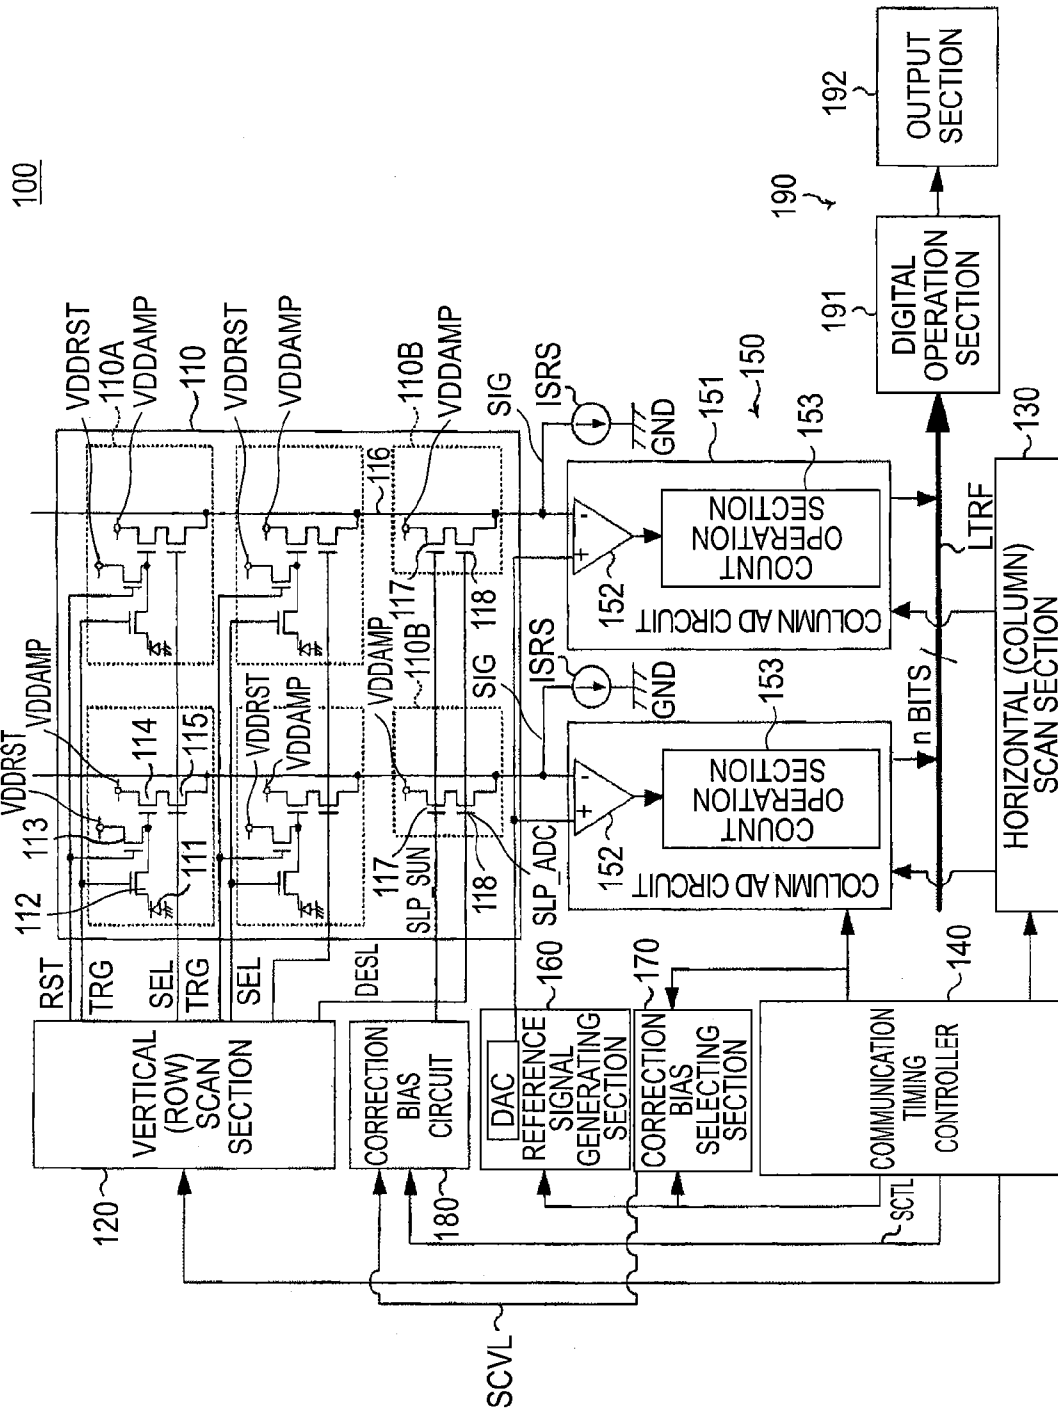 100
VDDRST
110A
VDDAMP
110
VDDRST
VDDAMP
110B
VDDAMP
VDDRST
VDDAMP
113
114
115
112
111
VDDRST
VDDAMP
116
RST
TRG
SEL
TRG
SEL
DESL
VERTICAL
(ROW)
SCAN
SECTION
120
VDDAMP
110B
117
118
117
118
SLP_SUN
SLP_ADC
CORRECTION
BIAS
CIRCUIT
180
SIG
ISRS
GND
SIG
ISRS
GND
DAC
REFERENCE
SIGNAL
GENERATING
SECTION
160
CORRECTION
BIAS
SELECTING
SECTION
170
152
COUNT
OPERATION
SECTION
153
COLUMN AD CIRCUIT
152
COUNT
OPERATION
SECTION
153
COLUMN AD CIRCUIT
151
150
+
-
+
-
n BITS
LTRF
COMMUNICATION
TIMING
CONTROLLER
140
HORIZONTAL (COLUMN)
SCAN SECTION
130
DIGITAL
OPERATION
SECTION
191
190
OUTPUT
SECTION
192
SCTL
SCVL